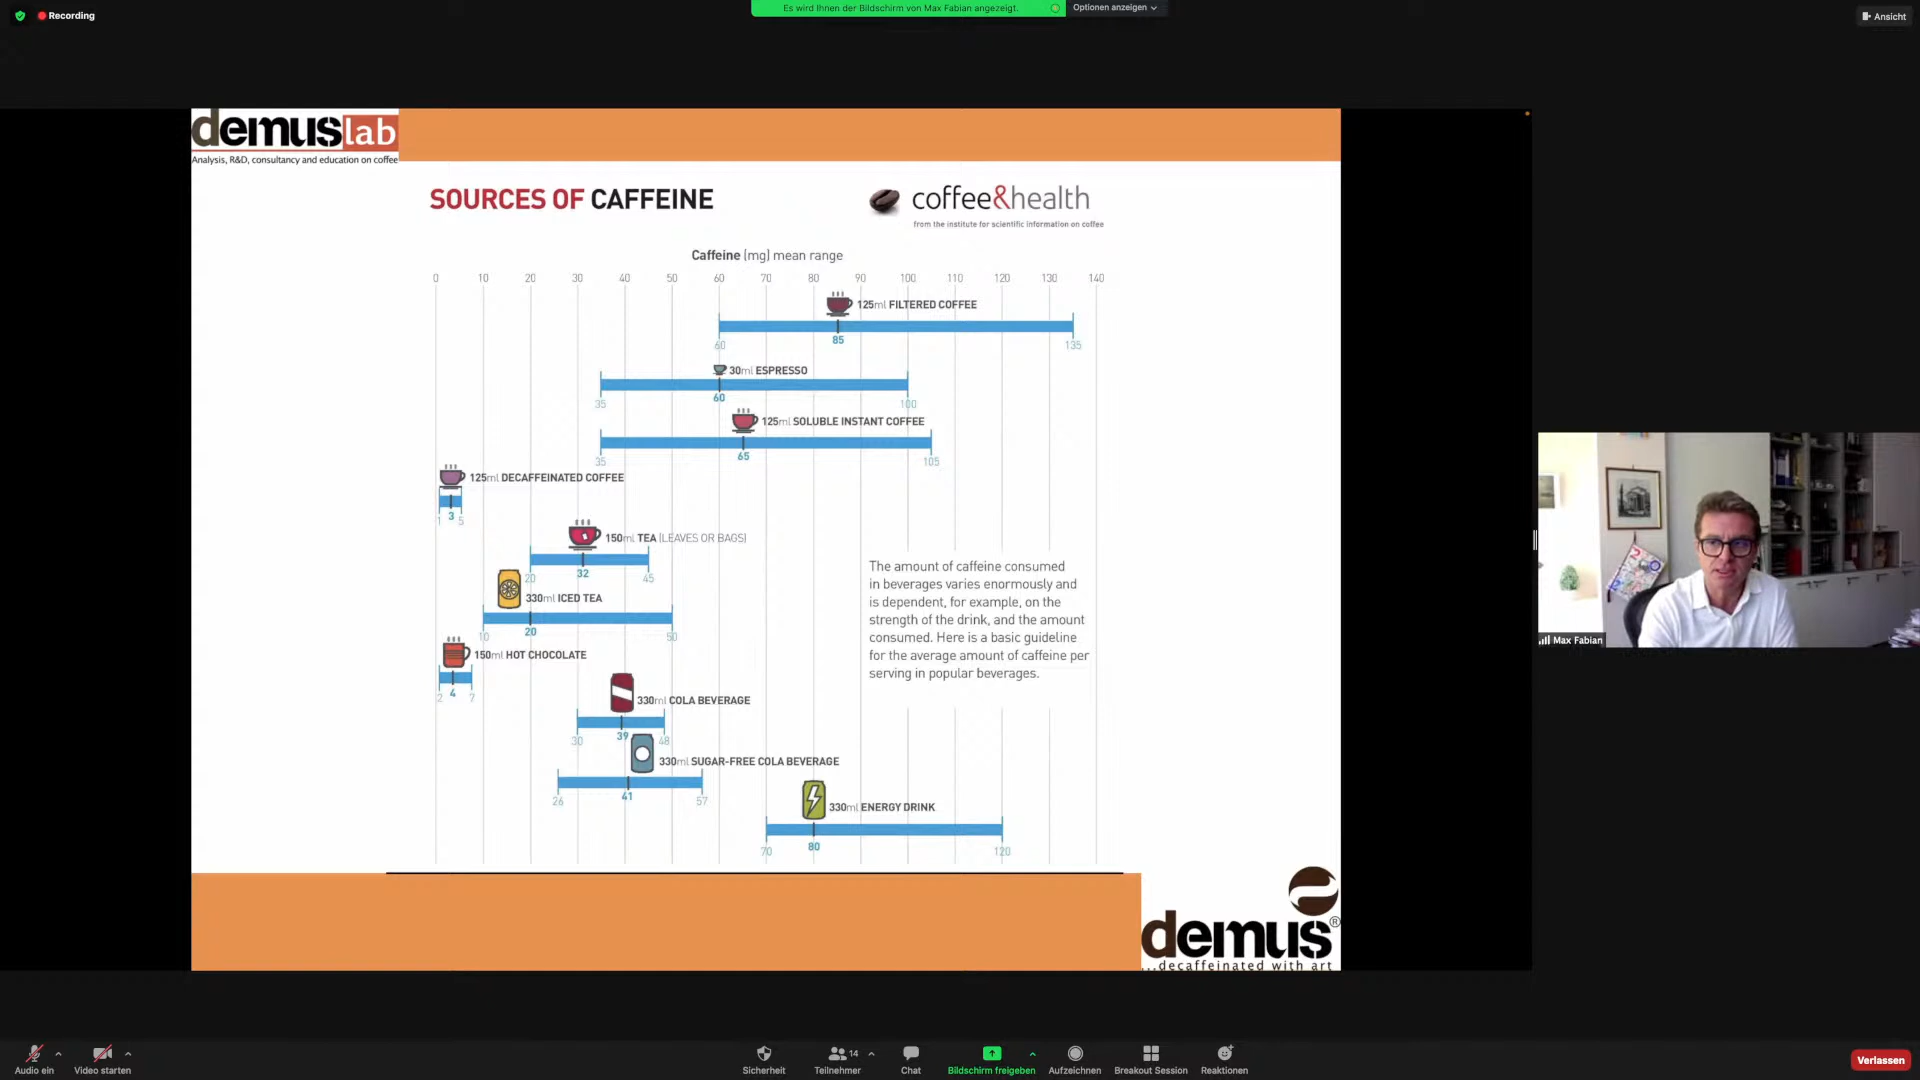 Recording
Es wird Ihnen der Bildschirm von Max Fabian angezeigt.
Optionen anzeigen
Ansicht
demuslab
Analysis, R&D, consultancy and education on coffee
SOURCES OF CAFFEINE
coffee&health
from the institute for scientific information on coffee
Caffeine (mg) mean range
0 10 20 30 40 50 60 70 80 90 100 110 120 130 140
125ml FILTERED COFFEE
60 85 135
30ml ESPRESSO
35 60 100
125ml SOLUBLE INSTANT COFFEE
35 65 105
125ml DECAFFEINATED COFFEE
1 3 5
150ml TEA (LEAVES OR BAGS)
20 32 45
330ml ICED TEA
10 20 50
150ml HOT CHOCOLATE
2 4 7
330ml COLA BEVERAGE
30 39 48
330ml SUGAR-FREE COLA BEVERAGE
26 41 57
330ml ENERGY DRINK
70 80 120
The amount of caffeine consumed
in beverages varies enormously and
is dependent, for example, on the
strength of the drink, and the amount
consumed. Here is a basic guideline
for the average amount of caffeine per
serving in popular beverages.
Max Fabian
demus®
...decaffeinated with art
Audio ein
Video starten
Sicherheit
14
Teilnehmer
Chat
Bildschirm freigeben
Aufzeichnen
Breakout Session
Reaktionen
Verlassen